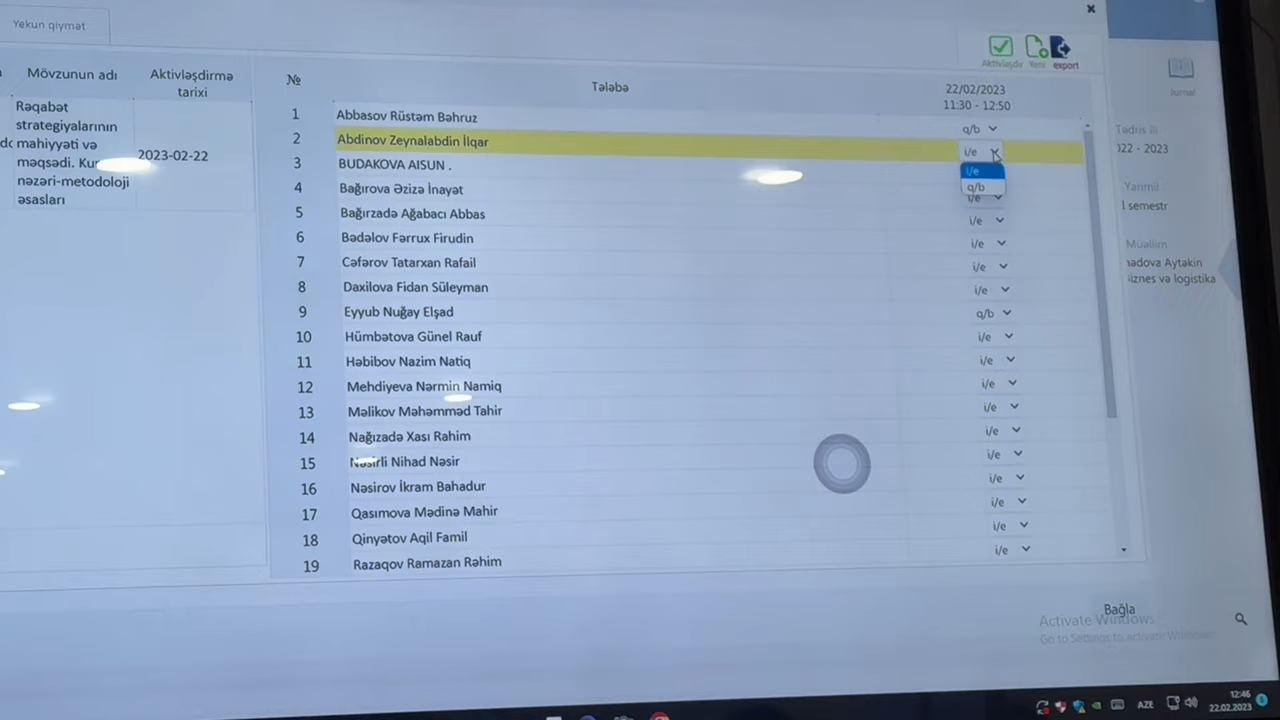 Yekun qiymət
Aktivləşdir Yeni export
Jurnal
Mövzunun adı
Aktivləşdirmə
tarixi
№
Tələbə
22/02/2023
11:30 - 12:50
Rəqabət
strategiyalarının
mahiyyəti və
məqsədi.
nəzəri-metodoloji
əsasları
2023-02-22
1 Abbasov Rüstəm Bəhruz q/b
2 Abdinov Zeynalabdin İlqar i/e
i/e
q/b
3 BUDAKOVA AISUN .
4 Bağırova Əzizə İnayət i/e
5 Bağırzadə Ağabacı Abbas i/e
6 Bədəlov Fərrux Firudin i/e
7 Cəfərov Tatarxan Rafail i/e
8 Daxilova Fidan Süleyman i/e
9 Eyyub Nuğay Elşad q/b
10 Hümbətova Günel Rauf i/e
11 Həbibov Nazim Natiq i/e
12 Mehdiyeva Nərmin Namiq i/e
13 Məlikov Məhəmməd Tahir i/e
14 Nağızadə Xası Rahim i/e
15 Nəsirli Nihad Nəsir i/e
16 Nəsirov İkram Bahadur i/e
17 Qasımova Mədinə Mahir i/e
18 Qinyətov Aqil Famil i/e
19 Razaqov Ramazan Rəhim i/e
Tədris ili
022 - 2023
Yarımil
I semestr
Müəllim
Aytəkin
və logistika
Bağla
Activate Windows
Go to Settings to activate Windows.
AZE
12:46
22.02.2023